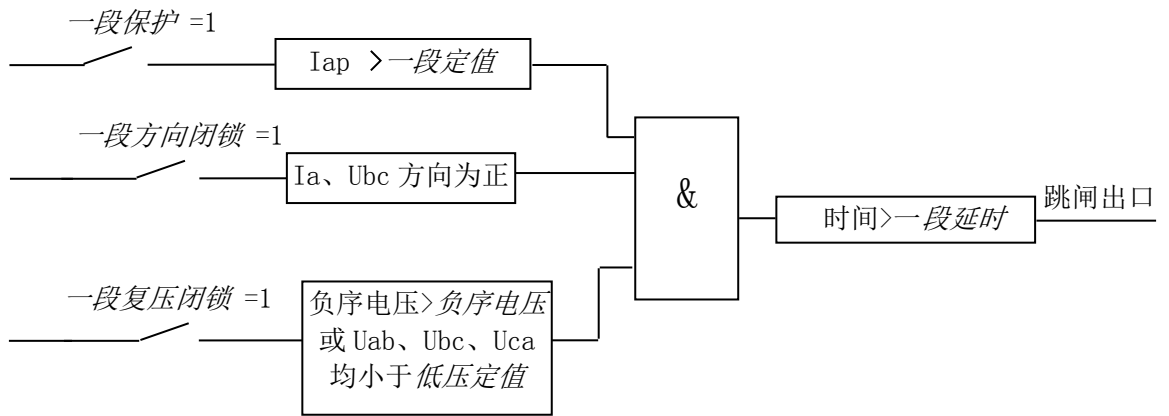 一段保护 =1
Iap >一段定值
一段方向闭锁 =1
Ia、Ubc 方向为正
&
时间>一段延时
跳闸出口
一段复压闭锁 =1
负序电压>负序电压
或 Uab、Ubc、Uca
均小于低压定值